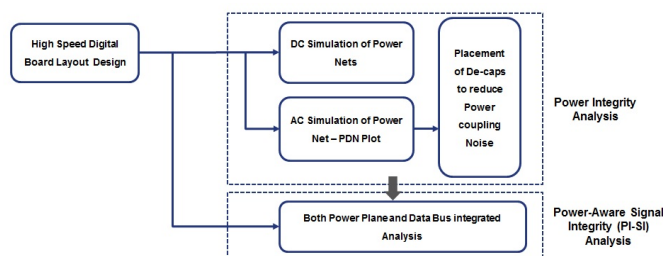 High Speed Digital
Board Layout Design
DC Simulation of Power
Nets
AC Simulation of Power
Net – PDN Plot
Placement
of De-caps
to reduce
Power
coupling
Noise
Power Integrity
Analysis
Both Power Plane and Data Bus integrated
Analysis
Power-Aware Signal
Integrity (PI-SI)
Analysis